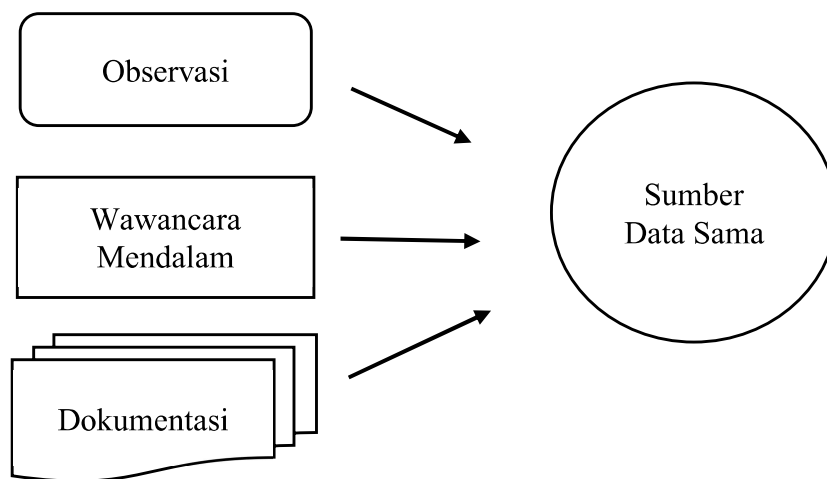 Observasi
Wawancara
Mendalam
Dokumentasi
Sumber
Data Sama